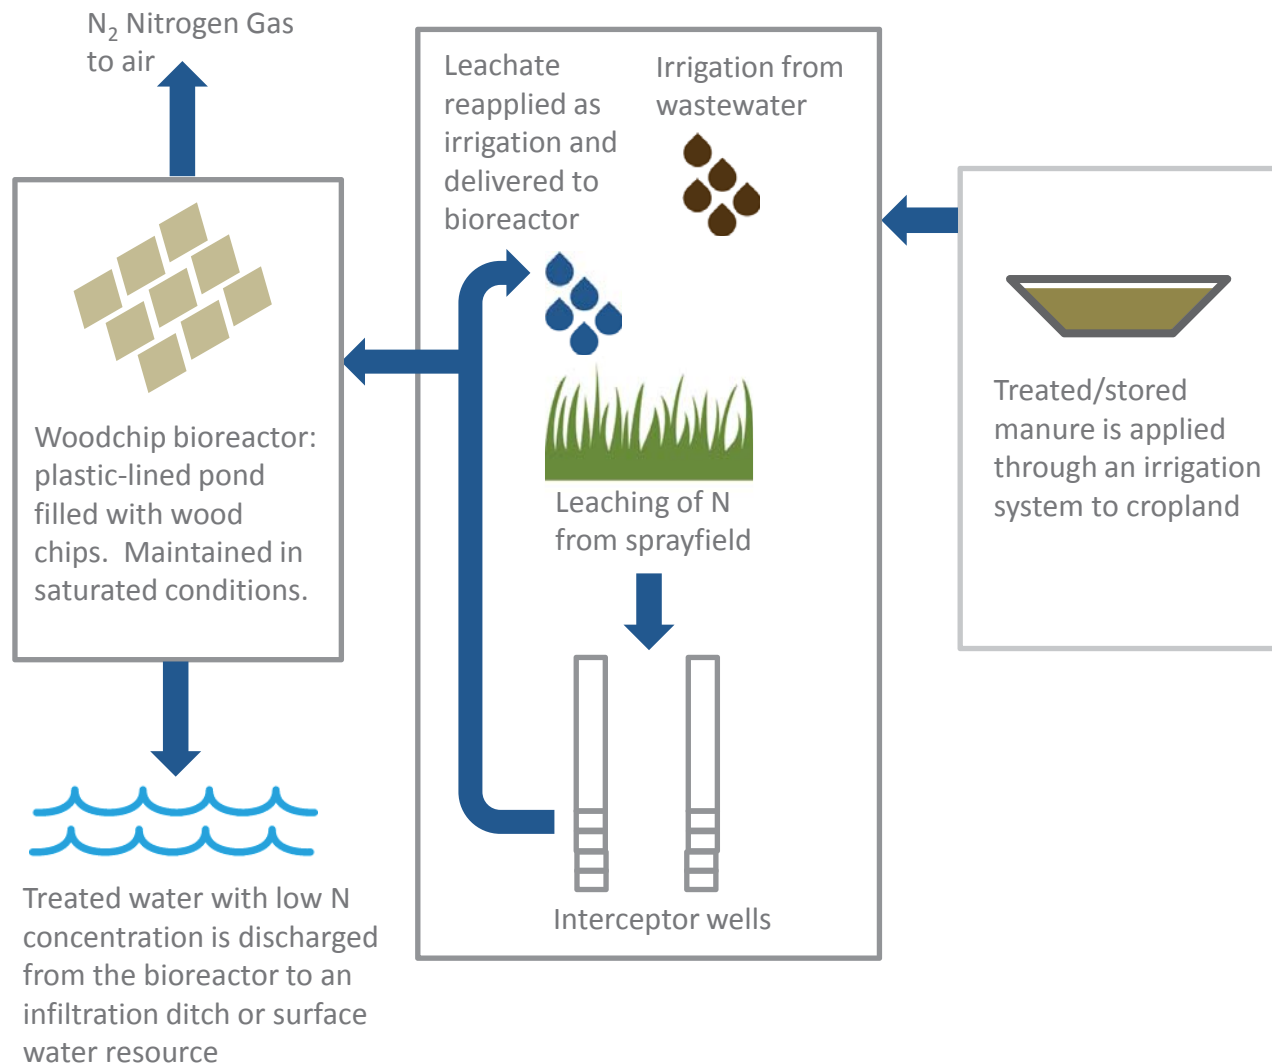 N₂ Nitrogen Gas
to air
Woodchip bioreactor:
plastic-lined pond
filled with wood
chips.  Maintained in
saturated conditions.
Treated water with low N
concentration is discharged
from the bioreactor to an
infiltration ditch or surface
water resource
Leachate
reapplied as
irrigation and
delivered to
bioreactor
Irrigation from
wastewater
Leaching of N
from sprayfield
Interceptor wells
Treated/stored
manure is applied
through an irrigation
system to cropland